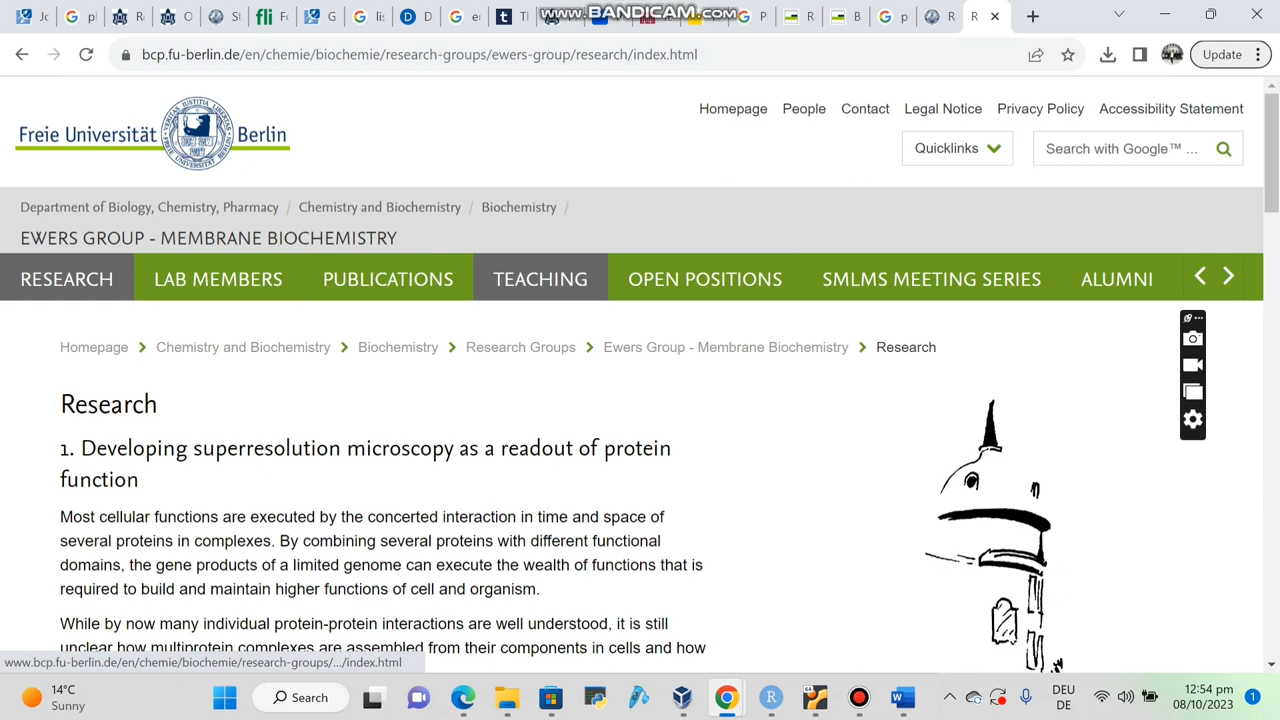 www.BANDICAM.com
bcp.fu-berlin.de/en/chemie/biochemie/research-groups/ewers-group/research/index.html
Update
Homepage People Contact Legal Notice Privacy Policy Accessibility Statement
Freie Universität Berlin
Quicklinks
Search with Google™ ...
Department of Biology, Chemistry, Pharmacy / Chemistry and Biochemistry / Biochemistry /
EWERS GROUP - MEMBRANE BIOCHEMISTRY
RESEARCH LAB MEMBERS PUBLICATIONS TEACHING OPEN POSITIONS SMLMS MEETING SERIES ALUMNI
Homepage Chemistry and Biochemistry Biochemistry Research Groups Ewers Group - Membrane Biochemistry Research
Research
1. Developing superresolution microscopy as a readout of protein
function
Most cellular functions are executed by the concerted interaction in time and space of
several proteins in complexes. By combining several proteins with different functional
domains, the gene products of a limited genome can execute the wealth of functions that is
required to build and maintain higher functions of cell and organism.
While by now many individual protein-protein interactions are well understood, it is still
unclear how multiprotein complexes are assembled from their components in cells and how
www.bcp.fu-berlin.de/en/chemie/biochemie/research-groups/.../index.html
14°C
Sunny
Search
DEU
DE
12:54 pm
08/10/2023
1